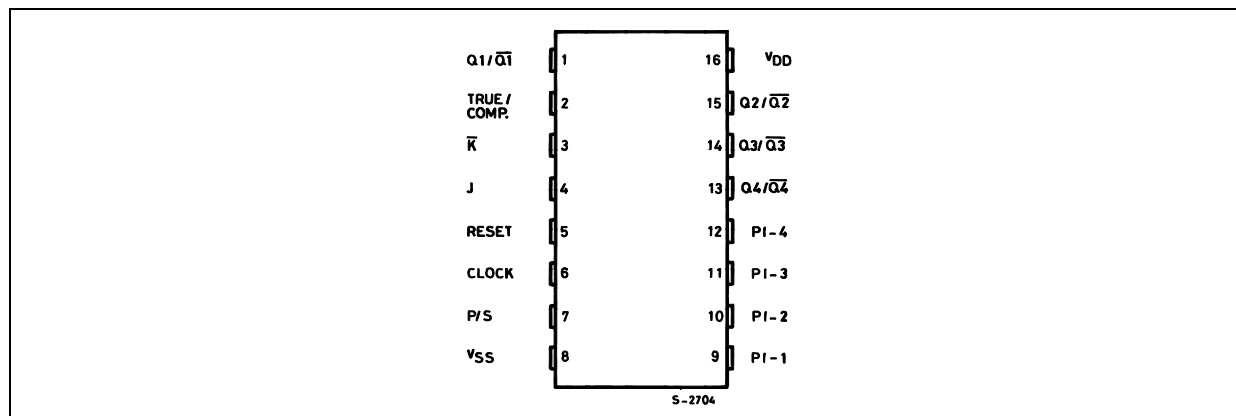 Q1/Q̅1̅ 1 16 VDD
TRUE/ 2 15 Q2/Q̅2̅
COMP.
K̅ 3 14 Q3/Q̅3̅
J 4 13 Q4/Q̅4̅
RESET 5 12 PI-4
CLOCK 6 11 PI-3
P/S 7 10 PI-2
VSS 8 9 PI-1
S-2704